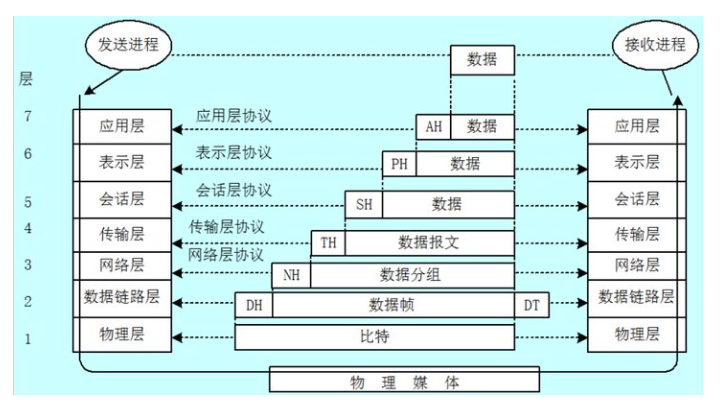 发送进程
数据
接收进程
层
7
应用层
应用层协议
AH
数据
应用层
6
表示层
表示层协议
PH
数据
表示层
5
会话层
会话层协议
SH
数据
会话层
4
传输层
传输层协议
TH
数据报文
传输层
3
网络层
网络层协议
NH
数据分组
网络层
2
数据链路层
DH
数据帧
DT
数据链路层
1
物理层
比特
物理层
物 理 媒 体